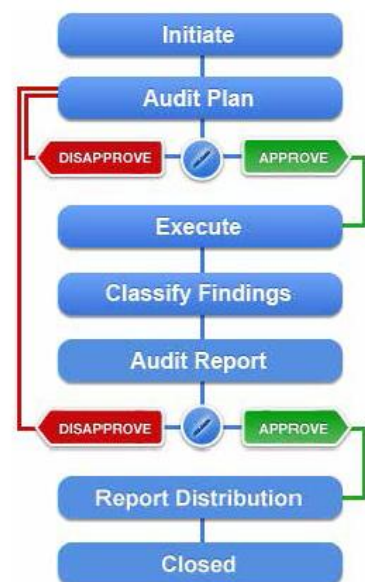 Initiate
Audit Plan
DISAPPROVE APPROVE
Execute
Classify Findings
Audit Report
DISAPPROVE APPROVE
Report Distribution
Closed